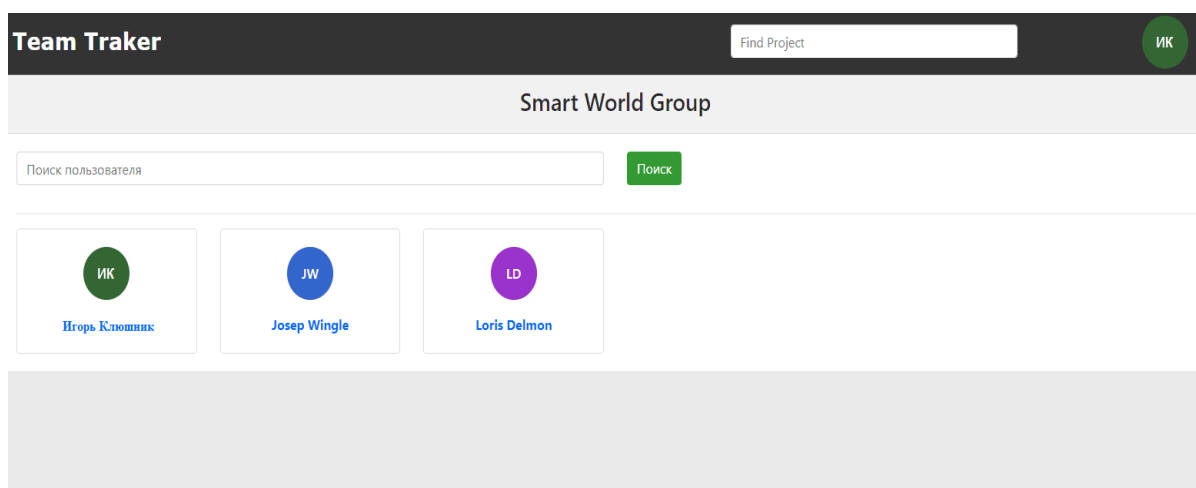 Team Traker
Find Project
ИК
Smart World Group
Поиск пользователя
Поиск
ИК
Игорь Клюшник
JW
Josep Wingle
LD
Loris Delmon